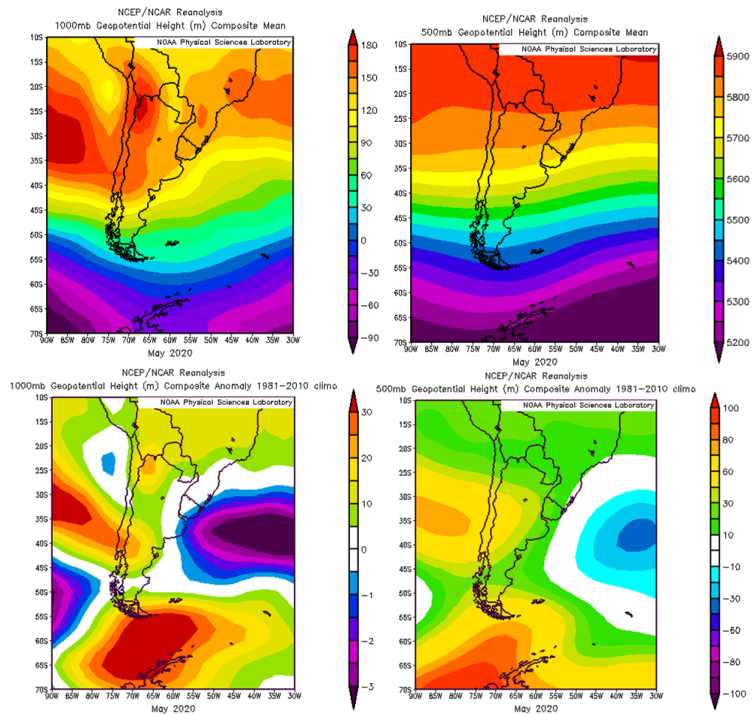 NCEP/NCAR Reanalysis
1000mb Geopotential Height (m) Composite Mean
NOAA Physical Sciences Laboratory
10S
15S
20S
25S
30S
35S
40S
45S
50S
55S
60S
65S
70S
90W 85W 80W 75W 70W 65W 60W 55W 50W 45W 40W 35W 30W
May 2020
180
150
120
90
60
30
0
-30
-60
-90
NCEP/NCAR Reanalysis
500mb Geopotential Height (m) Composite Mean
NOAA Physical Sciences Laboratory
10S
15S
20S
25S
30S
35S
40S
45S
50S
55S
60S
65S
70S
90W 85W 80W 75W 70W 65W 60W 55W 50W 45W 40W 35W 30W
May 2020
5900
5800
5700
5600
5500
5400
5300
5200
NCEP/NCAR Reanalysis
1000mb Geopotential Height (m) Composite Anomaly 1981-2010 climo
NOAA Physical Sciences Laboratory
10S
15S
20S
25S
30S
35S
40S
45S
50S
55S
60S
65S
70S
90W 85W 80W 75W 70W 65W 60W 55W 50W 45W 40W 35W 30W
May 2020
30
20
10
0
-1
-2
-3
NCEP/NCAR Reanalysis
500mb Geopotential Height (m) Composite Anomaly 1981-2010 climo
NOAA Physical Sciences Laboratory
10S
15S
20S
25S
30S
35S
40S
45S
50S
55S
60S
65S
70S
90W 85W 80W 75W 70W 65W 60W 55W 50W 45W 40W 35W 30W
May 2020
100
80
60
30
10
-10
-30
-60
-80
-100